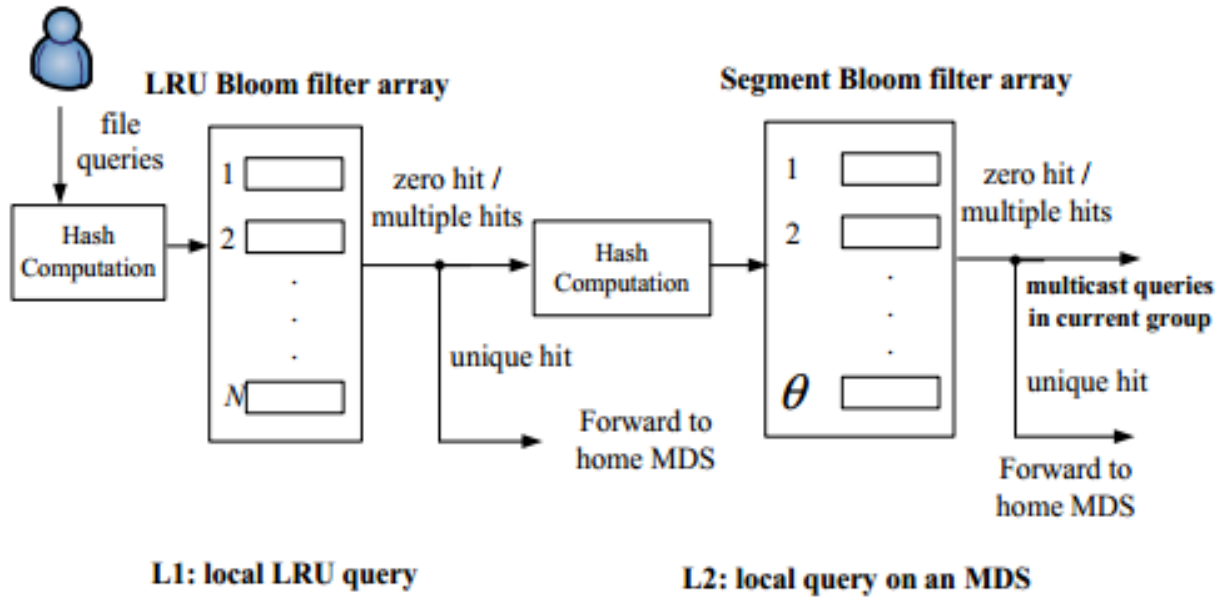 LRU Bloom filter array
file
queries
Hash
Computation
1
2
.
.
.
N
zero hit /
multiple hits
unique hit
Forward to
home MDS
L1: local LRU query
Segment Bloom filter array
Hash
Computation
1
2
.
.
.
θ
zero hit /
multiple hits
multicast queries
in current group
unique hit
Forward to
home MDS
L2: local query on an MDS